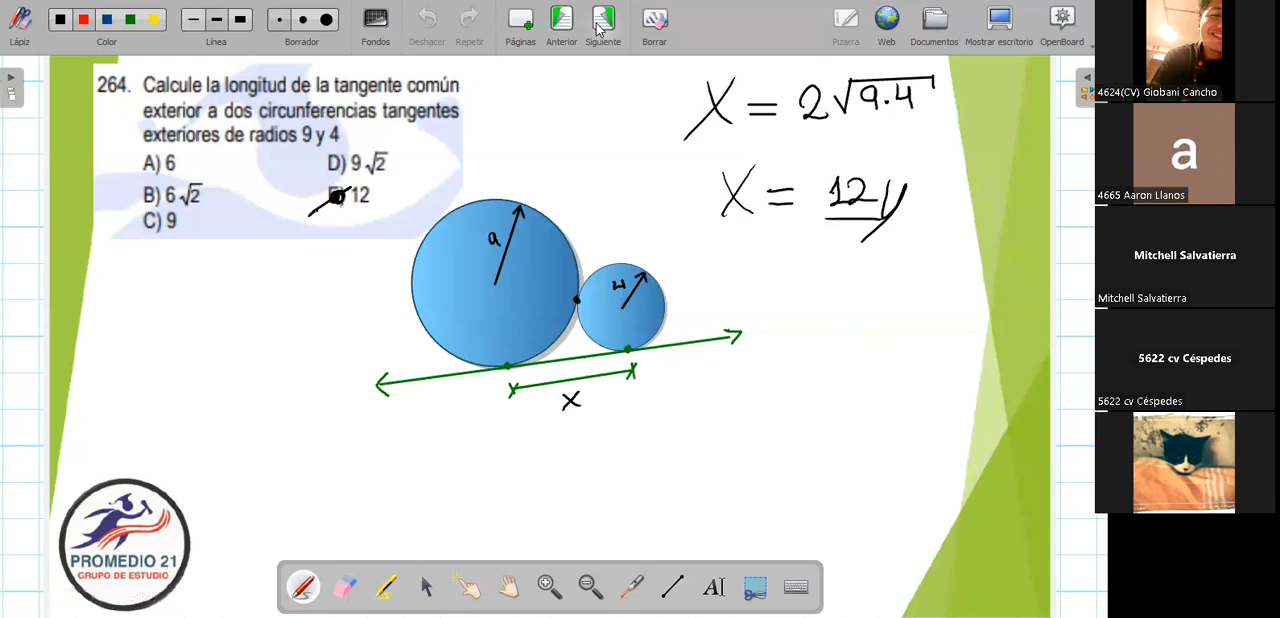 Lápiz
Color
Línea
Borrador
Fondos
Deshacer
Repetir
Páginas
Anterior
Siguiente
Borrar
Pizarra
Web
Documentos
Mostrar escritorio
OpenBoard
264. Calcule la longitud de la tangente común
exterior a dos circunferencias tangentes
exteriores de radios 9 y 4
A) 6
D) 9 √2
B) 6 √2
E) 12
C) 9
X = 2√9.4
X = 12
9
4
X
PROMEDIO 21
GRUPO DE ESTUDIO
AI
4624(CV) Giobani Cancho
a
4665 Aaron Llanos
Mitchell Salvatierra
Mitchell Salvatierra
5622 cv Céspedes
5622 cv Céspedes